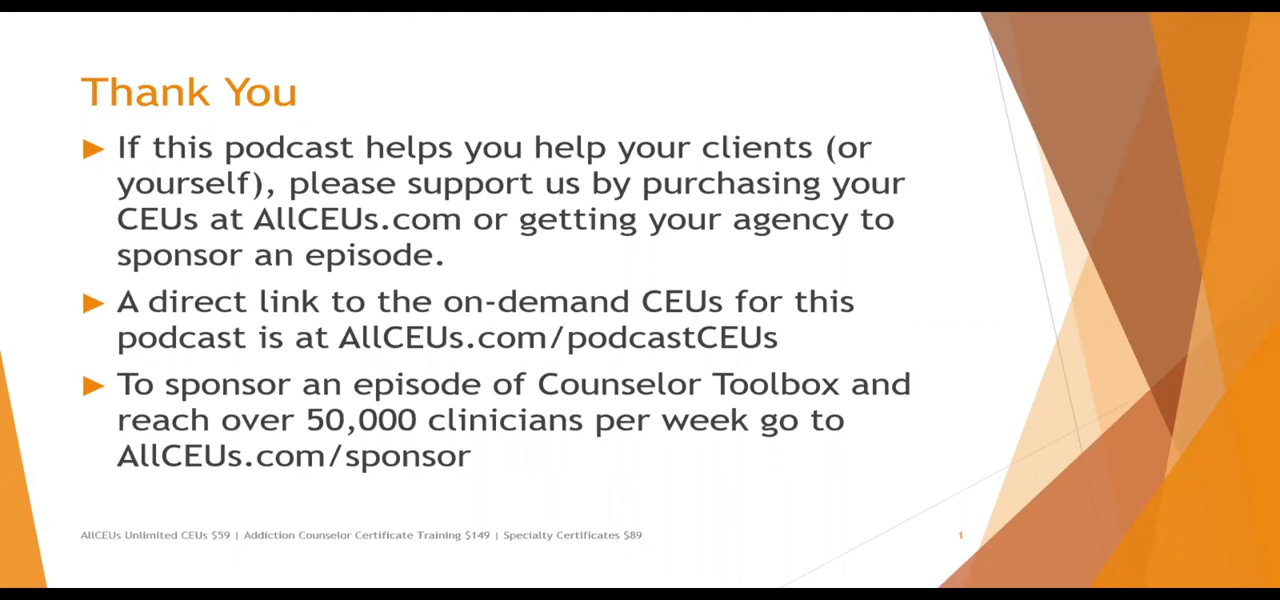 Thank You
If this podcast helps you help your clients (or
yourself), please support us by purchasing your
CEUs at AllCEUs.com or getting your agency to
sponsor an episode.
A direct link to the on-demand CEUs for this
podcast is at AllCEUs.com/podcastCEUs
To sponsor an episode of Counselor Toolbox and
reach over 50,000 clinicians per week go to
AllCEUs.com/sponsor
AllCEUs Unlimited CEUs $59 | Addiction Counselor Certificate Training $149 | Specialty Certificates $89
1